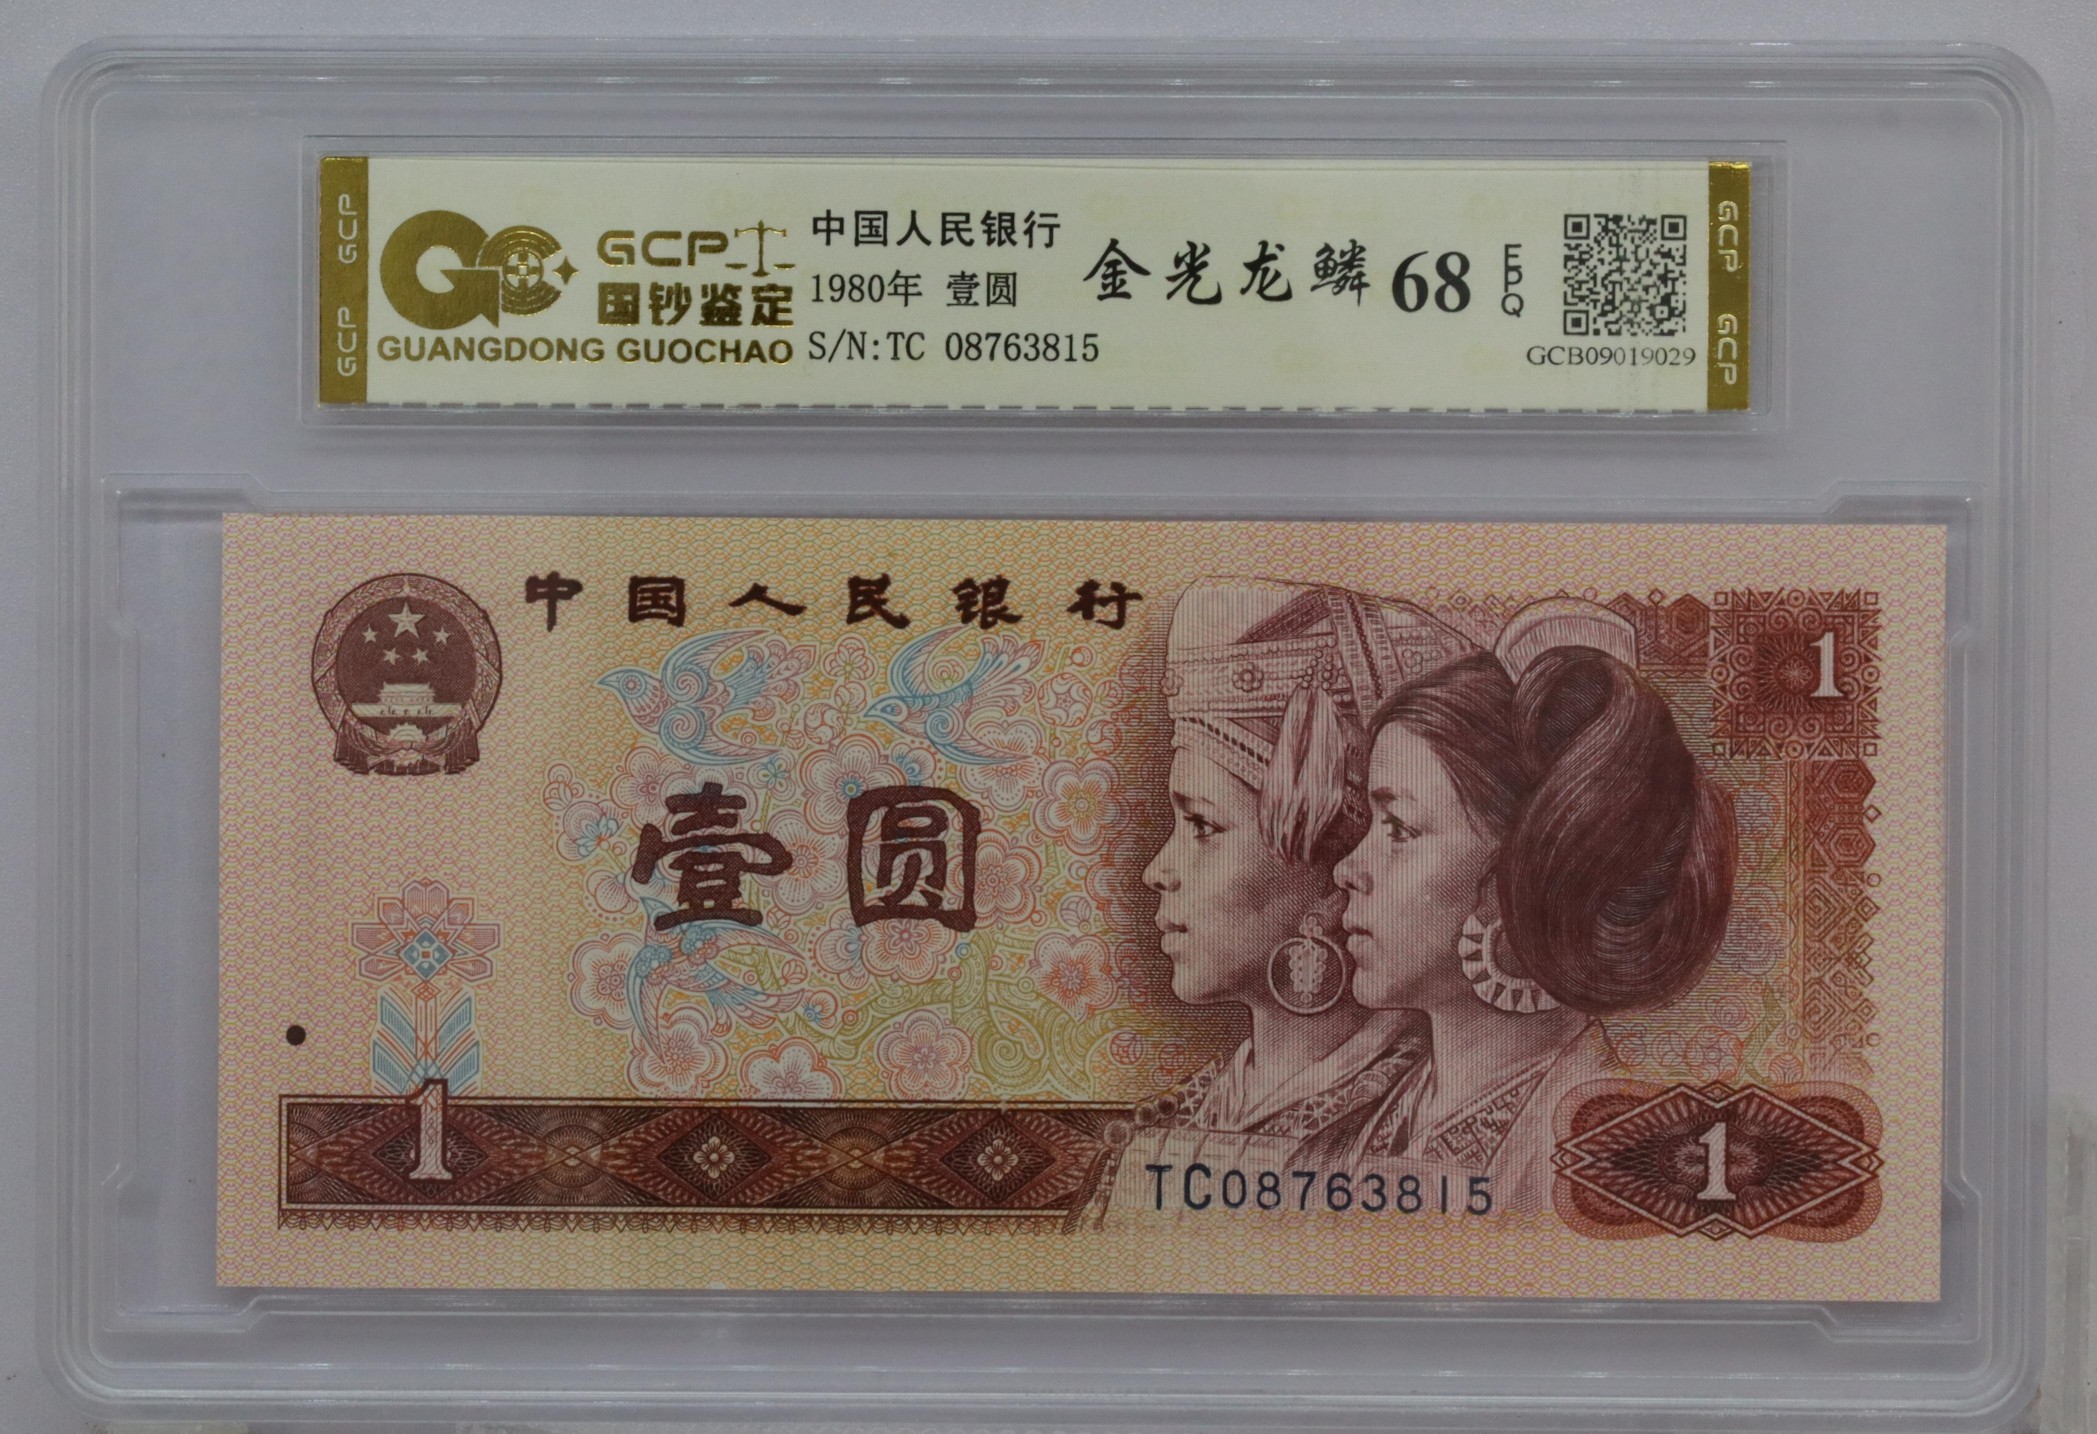 GCP GCP
GCP
国钞鉴定
GUANGDONG GUOCHAO
中国人民银行
1980年 壹圆
S/N:TC 08763815
金光龙鳞 68 EPQ
GCB09019029
GCP GCP
中国人民银行
1
壹圆
1
TC08763815
1